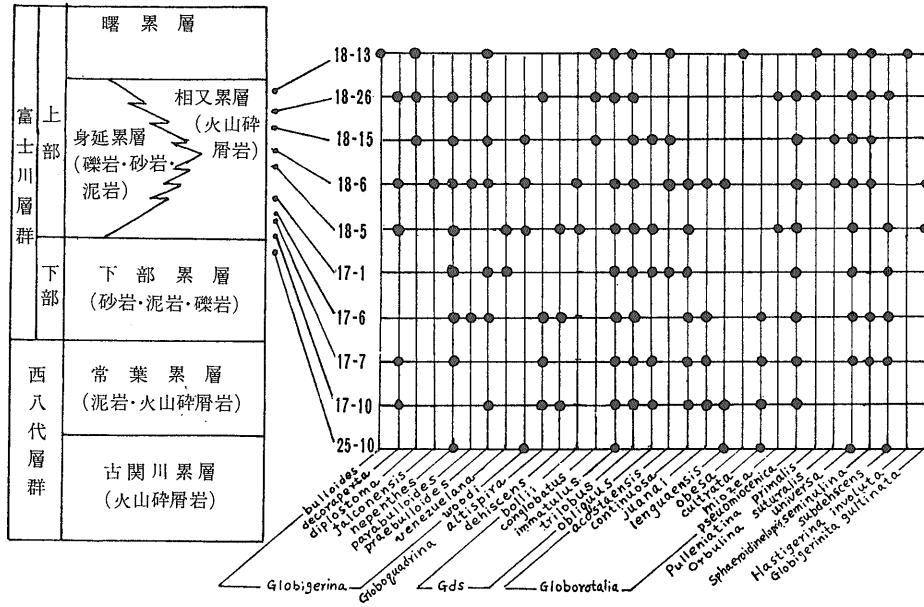 富士川層群
上部
下部
西八代層群
曙累層
相又累層
(火山砕屑岩)
身延累層
(礫岩・砂岩・泥岩)
下部累層
(砂岩・泥岩・礫岩)
常葉累層
(泥岩・火山砕屑岩)
古関川累層
(火山砕屑岩)
18-13
18-26
18-15
18-6
18-5
17-1
17-6
17-7
17-10
25-10
bulloides
decoraperta
diplostoma
falconensis
nepenthes
parabulloides
praebulloides
venezuelana
woodi
altispira
dehiscens
bollii
conglobatus
immaturus
trilobus
obliquus
acostaensis
continuosa
juanai
lenguaensis
obesa
cultrata
miozea
pseudomiocenica
Pulleniatina primalis
Orbulina suturalis
universa
Sphaeroidinellopsis seminulina
subdehiscens
Hastigerina involuta
Globigerinita glutinata
Globigerina
Globoquadrina
Gds
Globorotalia